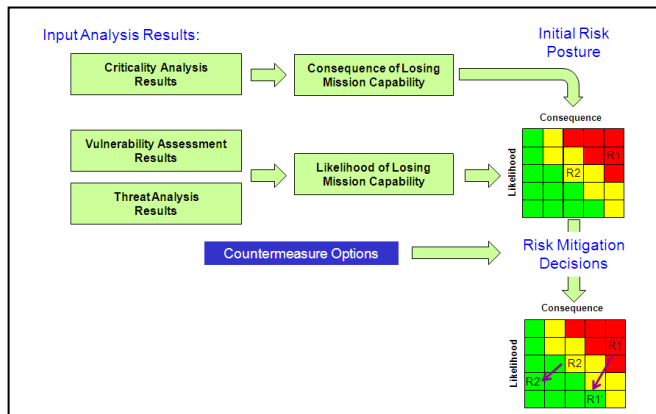 Input Analysis Results:
Initial Risk
Posture
Criticality Analysis
Results
Consequence of Losing
Mission Capability
Consequence
Likelihood
R1
R2
Vulnerability Assessment
Results
Threat Analysis
Results
Likelihood of Losing
Mission Capability
Countermeasure Options
Risk Mitigation
Decisions
Consequence
Likelihood
R1
R2
R2'
R1'